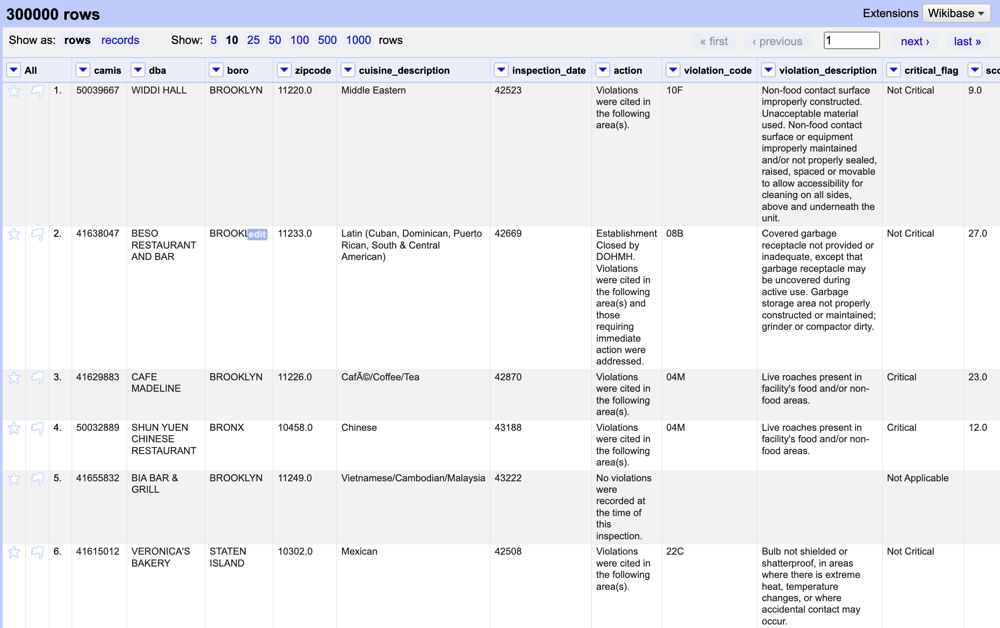 300000 rows
Extensions Wikibase
Show as: rows records Show: 5 10 25 50 100 500 1000 rows « first ‹ previous 1 next › last »
All camis dba boro zipcode cuisine_description inspection_date action violation_code violation_description critical_flag sco
1. 50039667 WIDDI HALL BROOKLYN 11220.0 Middle Eastern 42523 Violations 10F Non-food contact surface Not Critical 9.0
were cited in improperly constructed.
the following Unacceptable material
area(s). used. Non-food contact
surface or equipment
improperly maintained
and/or not properly sealed,
raised, spaced or movable
to allow accessibility for
cleaning on all sides,
above and underneath the
unit.
2. 41638047 BESO BROOKL edit 11233.0 Latin (Cuban, Dominican, Puerto 42669 Establishment 08B Covered garbage Not Critical 27.0
RESTAURANT Rican, South & Central Closed by receptacle not provided or
AND BAR American) DOHMH. inadequate, except that
Violations garbage receptacle may
were cited in be uncovered during
the following active use. Garbage
area(s) and storage area not properly
those constructed or maintained;
requiring grinder or compactor dirty.
immediate
action were
addressed.
3. 41629883 CAFE BROOKLYN 11226.0 CafÃ©/Coffee/Tea 42870 Violations 04M Live roaches present in Critical 23.0
MADELINE were cited in facility's food and/or non-
the following food areas.
area(s).
4. 50032889 SHUN YUEN BRONX 10458.0 Chinese 43188 Violations 04M Live roaches present in Critical 12.0
CHINESE were cited in facility's food and/or non-
RESTAURANT the following food areas.
area(s).
5. 41655832 BIA BAR & BROOKLYN 11249.0 Vietnamese/Cambodian/Malaysia 43222 No violations Not Applicable
GRILL were
recorded at
the time of
this
inspection.
6. 41615012 VERONICA'S STATEN 10302.0 Mexican 42508 Violations 22C Bulb not shielded or Not Critical
BAKERY ISLAND were cited in shatterproof, in areas
the following where there is extreme
area(s). heat, temperature
changes, or where
accidental contact may
occur.